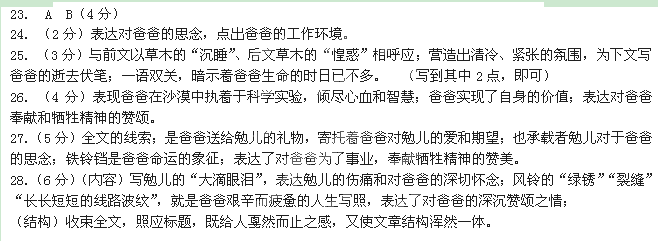 23. A B(4分)
24. (2分)表达对爸爸的思念，点出爸爸的工作环境。
25. (3分)与前文以草木的“沉睡”、后文草木的“惶惑”相呼应；营造出清冷、紧张的氛围，为下文写
爸爸的逝去伏笔；一语双关，暗示着爸爸生命的时日已不多。 (写到其中2点，即可)
26. (4分)表现爸爸在沙漠中执着于科学实验，倾尽心血和智慧；爸爸实现了自身的价值；表达对爸爸
奉献和牺牲精神的赞颂。
27.(5分)全文的线索；是爸爸送给勉儿的礼物，寄托着爸爸对勉儿的爱和期望；也承载者勉儿对于爸爸
的思念；铁铃铛是爸爸命运的象征；表达了对爸爸为了事业，奉献牺牲精神的赞美。
28.(6分)(内容)写勉儿的“大滴眼泪”，表达勉儿的伤痛和对爸爸的深切怀念；风铃的“绿锈”“裂缝”
“长长短短的线路波纹”，就是爸爸艰辛而疲惫的人生写照，表达了对爸爸的深沉赞颂之情；
(结构)收束全文，照应标题，既给人戛然而止之感，又使文章结构浑然一体。